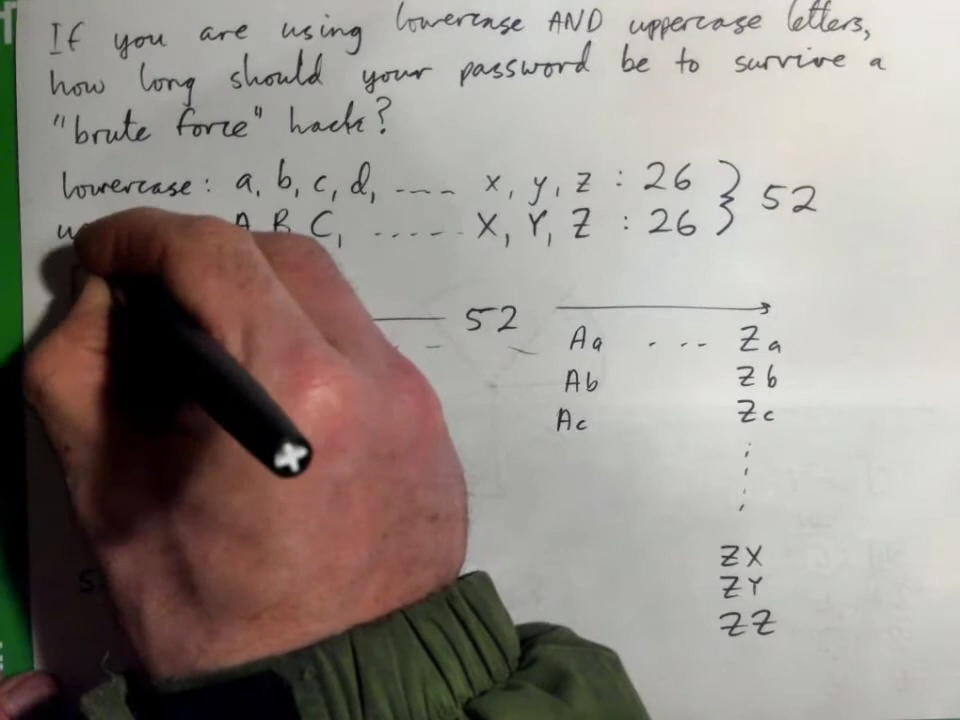 If you are using lowercase AND uppercase letters,
how long should your password be to survive a
"brute force" hack?
lowercase: a, b, c, d, ---- x, y, z : 26 } 52
A B C, ..... X, Y, Z : 26
52
Aa . -- Za
Ab Zb
Ac Zc
ZX
ZY
ZZ